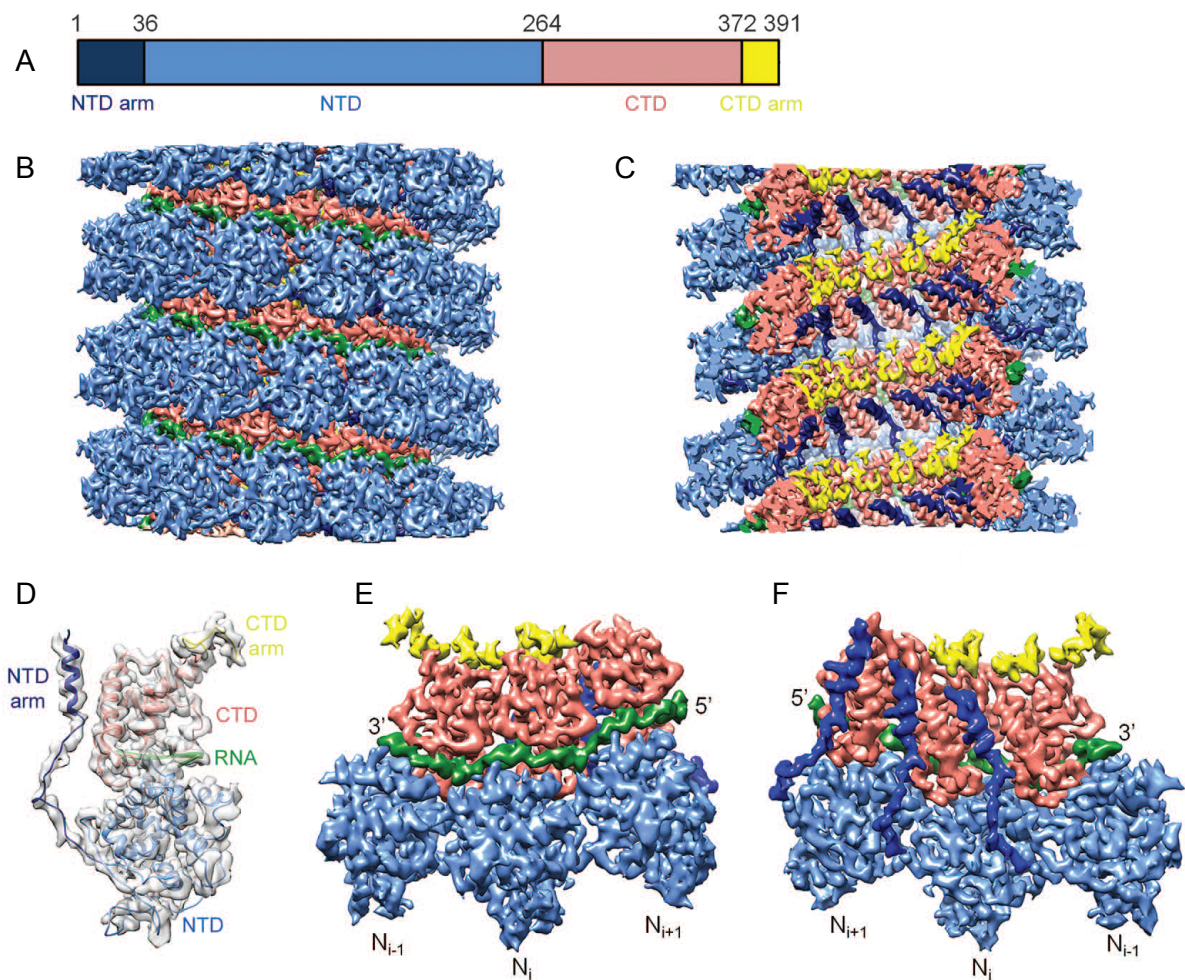 1 36 264 372 391
A
NTD arm NTD CTD CTD arm
B C
D E F
CTD
arm
NTD
arm
CTD
RNA
NTD
3' 5'
5' 3'
Ni-1 Ni Ni+1
Ni+1 Ni Ni-1